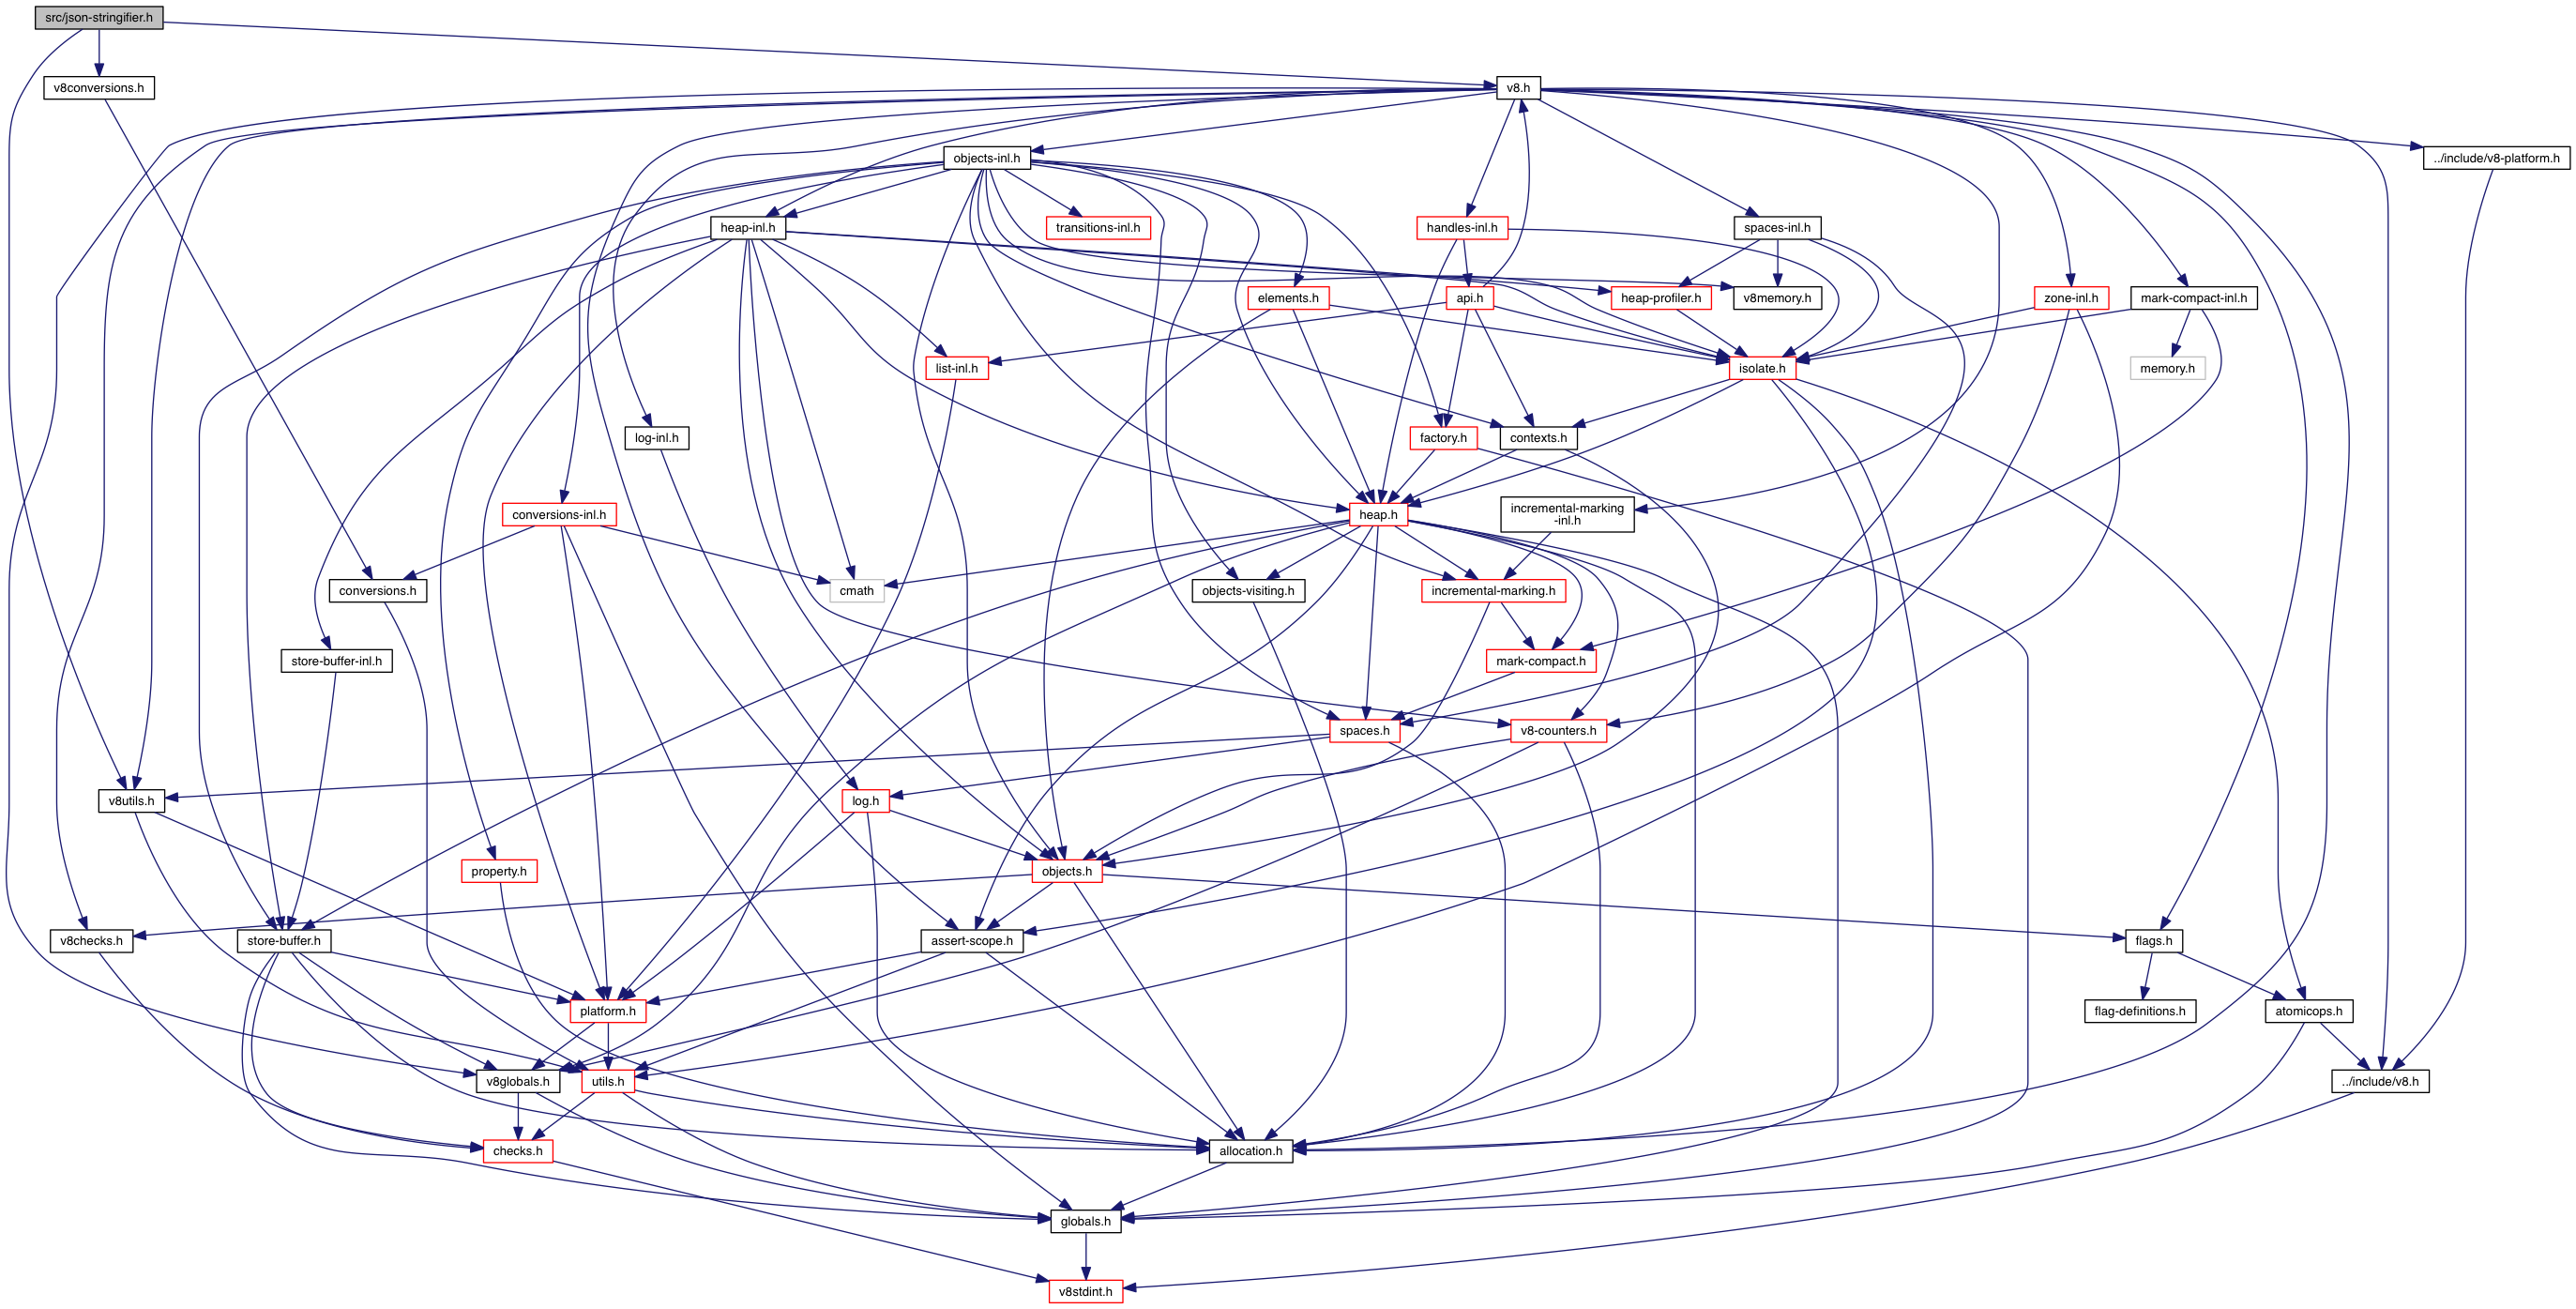 src/json-stringifier.h
v8conversions.h
v8.h
objects-inl.h
../include/v8-platform.h
heap-inl.h
transitions-inl.h
handles-inl.h
spaces-inl.h
elements.h
api.h
heap-profiler.h
v8memory.h
zone-inl.h
mark-compact-inl.h
list-inl.h
isolate.h
memory.h
log-inl.h
factory.h
contexts.h
conversions-inl.h
heap.h
incremental-marking
-inl.h
conversions.h
cmath
objects-visiting.h
incremental-marking.h
store-buffer-inl.h
mark-compact.h
spaces.h
v8-counters.h
v8utils.h
log.h
property.h
objects.h
v8checks.h
store-buffer.h
assert-scope.h
flags.h
platform.h
flag-definitions.h
atomicops.h
v8globals.h
utils.h
../include/v8.h
checks.h
allocation.h
globals.h
v8stdint.h